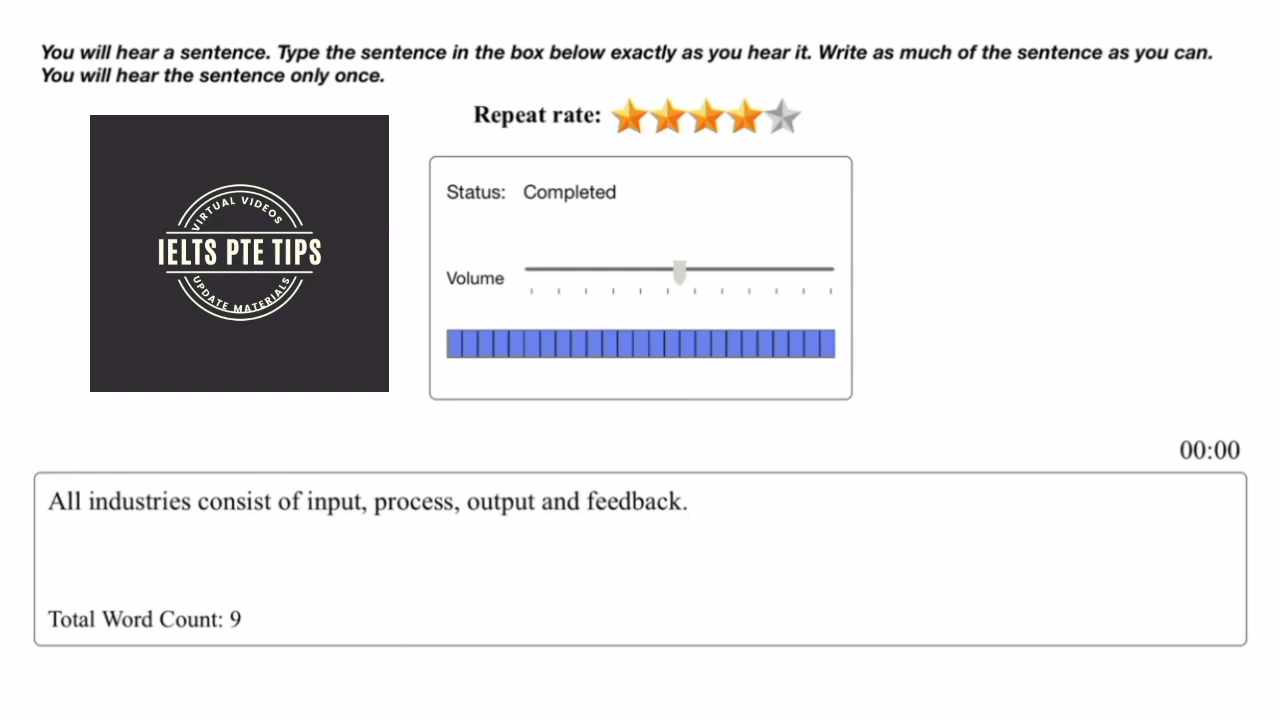 You will hear a sentence. Type the sentence in the box below exactly as you hear it. Write as much of the sentence as you can.
You will hear the sentence only once.
Repeat rate:
VIRTUAL VIDEOS
IELTS PTE TIPS
UPDATE MATERIALS
Status: Completed
Volume
00:00
All industries consist of input, process, output and feedback.
Total Word Count: 9